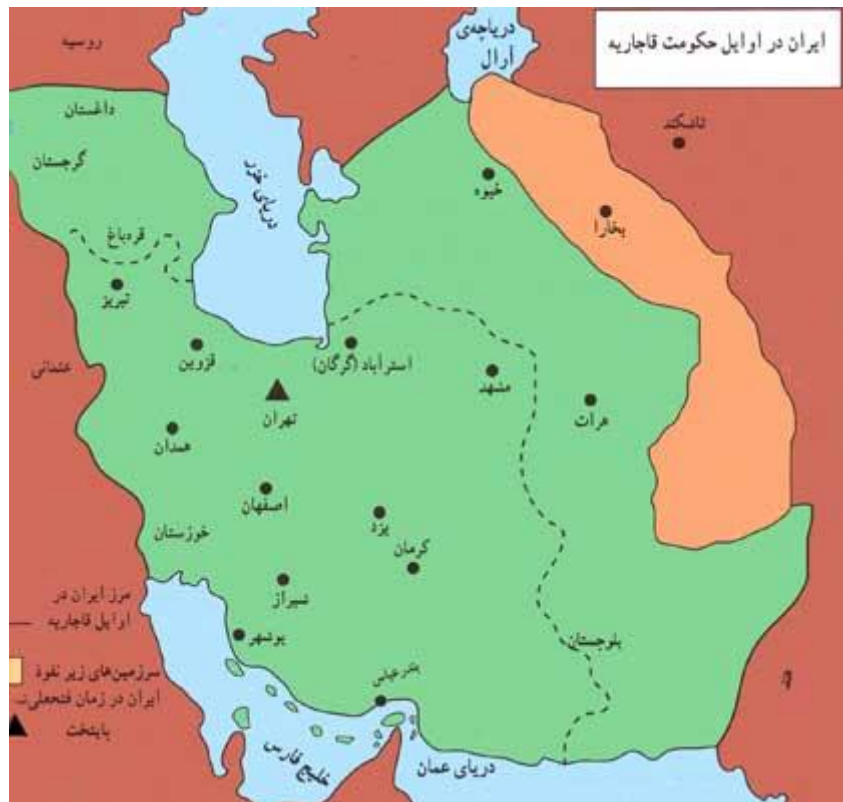 ایران در اوایل حکومت قاجاریه
روسیه
دریاچه‌ی
آرال
داغستان
گرجستان
دریای خزر
تاشکند
خیوه
بخارا
قره‌باغ
تبریز
عثمانی
قزوین
استرآباد (گرگان)
مشهد
هرات
تهران
همدان
اصفهان
یزد
خوزستان
کرمان
شیراز
بوشهر
بلوچستان
بندرعباس
هند
خلیج فارس
دریای عمان
مرز ایران در
اوایل قاجاریه
سرزمین‌های زیر نفوذ
ایران در زمان فتحعلی
پایتخت